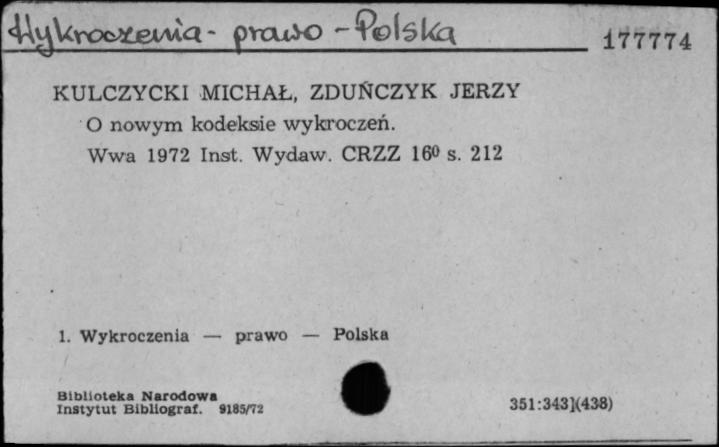 Wykroczenia - prawo - Polska
177774
KULCZYCKI MICHAŁ, ZDUŃCZYK JERZY
O nowym kodeksie wykroczeń.
Wwa 1972 Inst. Wydaw. CRZZ 16⁰ s. 212
1. Wykroczenia — prawo — Polska
Biblioteka Narodowa
Instytut Bibliograf. 9185/72
351:343](438)